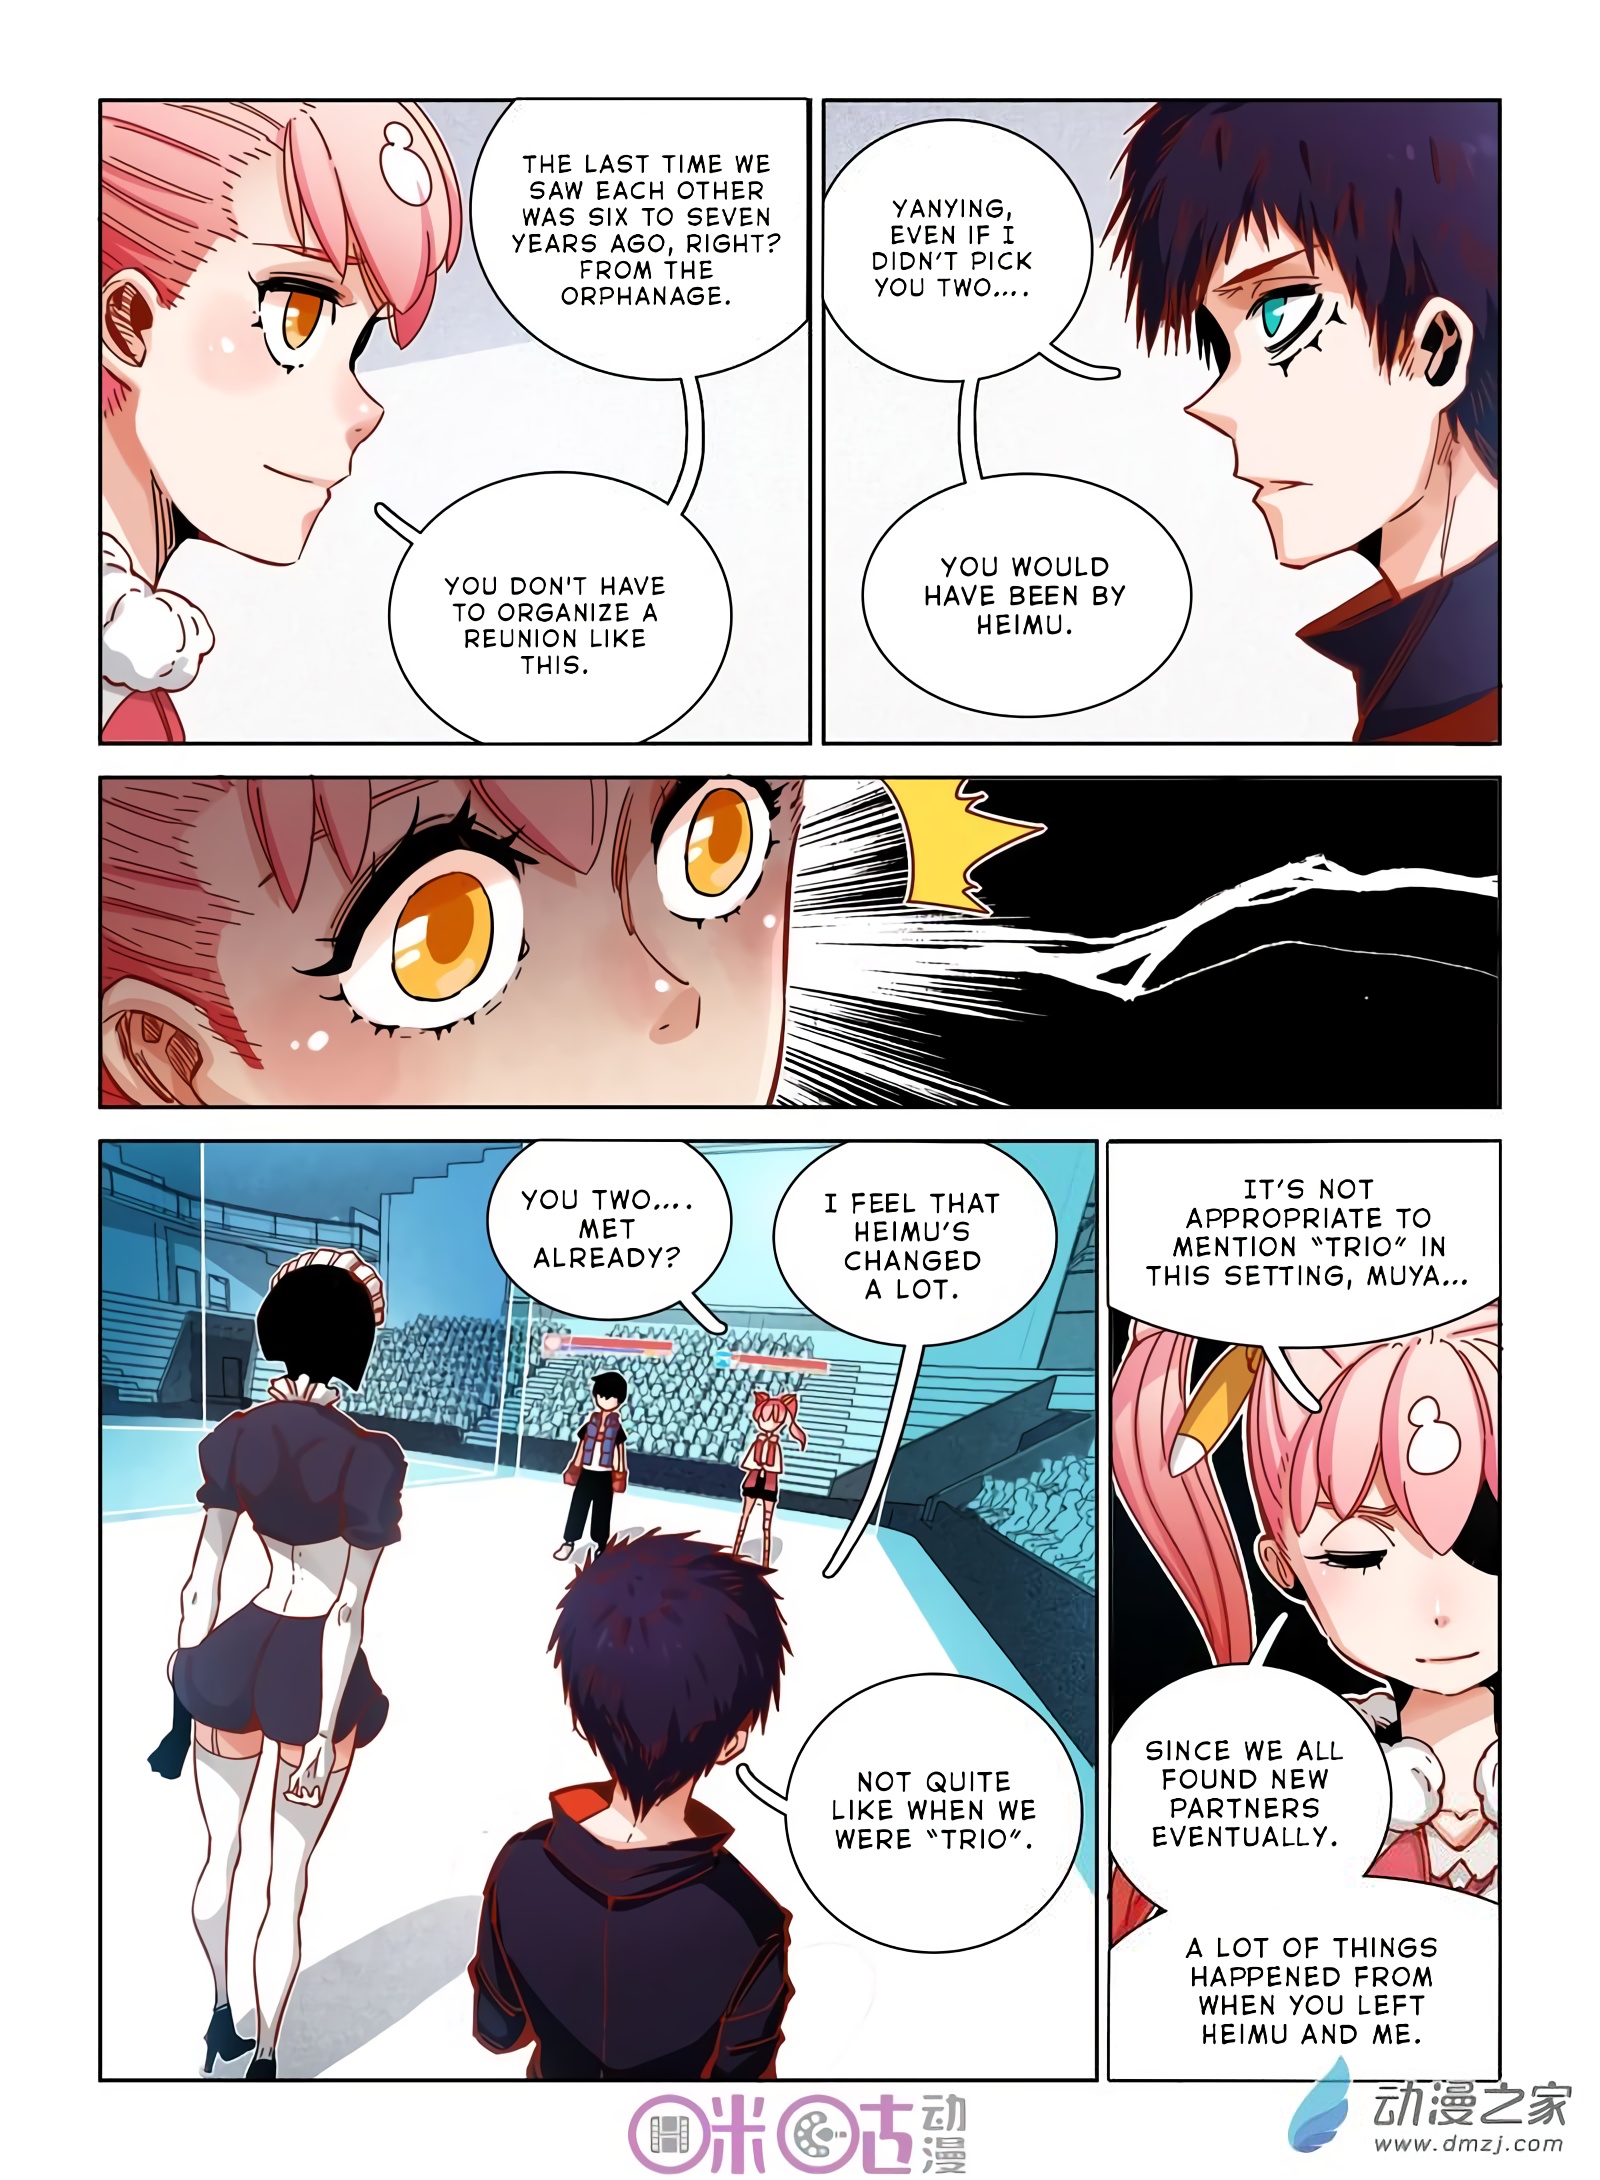 THE LAST TIME WE
SAW EACH OTHER
WAS SIX TO SEVEN
YEARS AGO, RIGHT?
FROM THE
ORPHANAGE.
YOU DON'T HAVE
TO ORGANIZE A
REUNION LIKE
THIS.
YANYING,
EVEN IF I
DIDN'T PICK
YOU TWO....
YOU WOULD
HAVE BEEN BY
HEIMU.
YOU TWO....
MET
ALREADY?
I FEEL THAT
HEIMU'S
CHANGED
A LOT.
NOT QUITE
LIKE WHEN WE
WERE "TRIO".
IT'S NOT
APPROPRIATE TO
MENTION "TRIO" IN
THIS SETTING, MUYA...
SINCE WE ALL
FOUND NEW
PARTNERS
EVENTUALLY.
A LOT OF THINGS
HAPPENED FROM
WHEN YOU LEFT
HEIMU AND ME.
咪咕动漫
动漫之家
www.dmzj.com